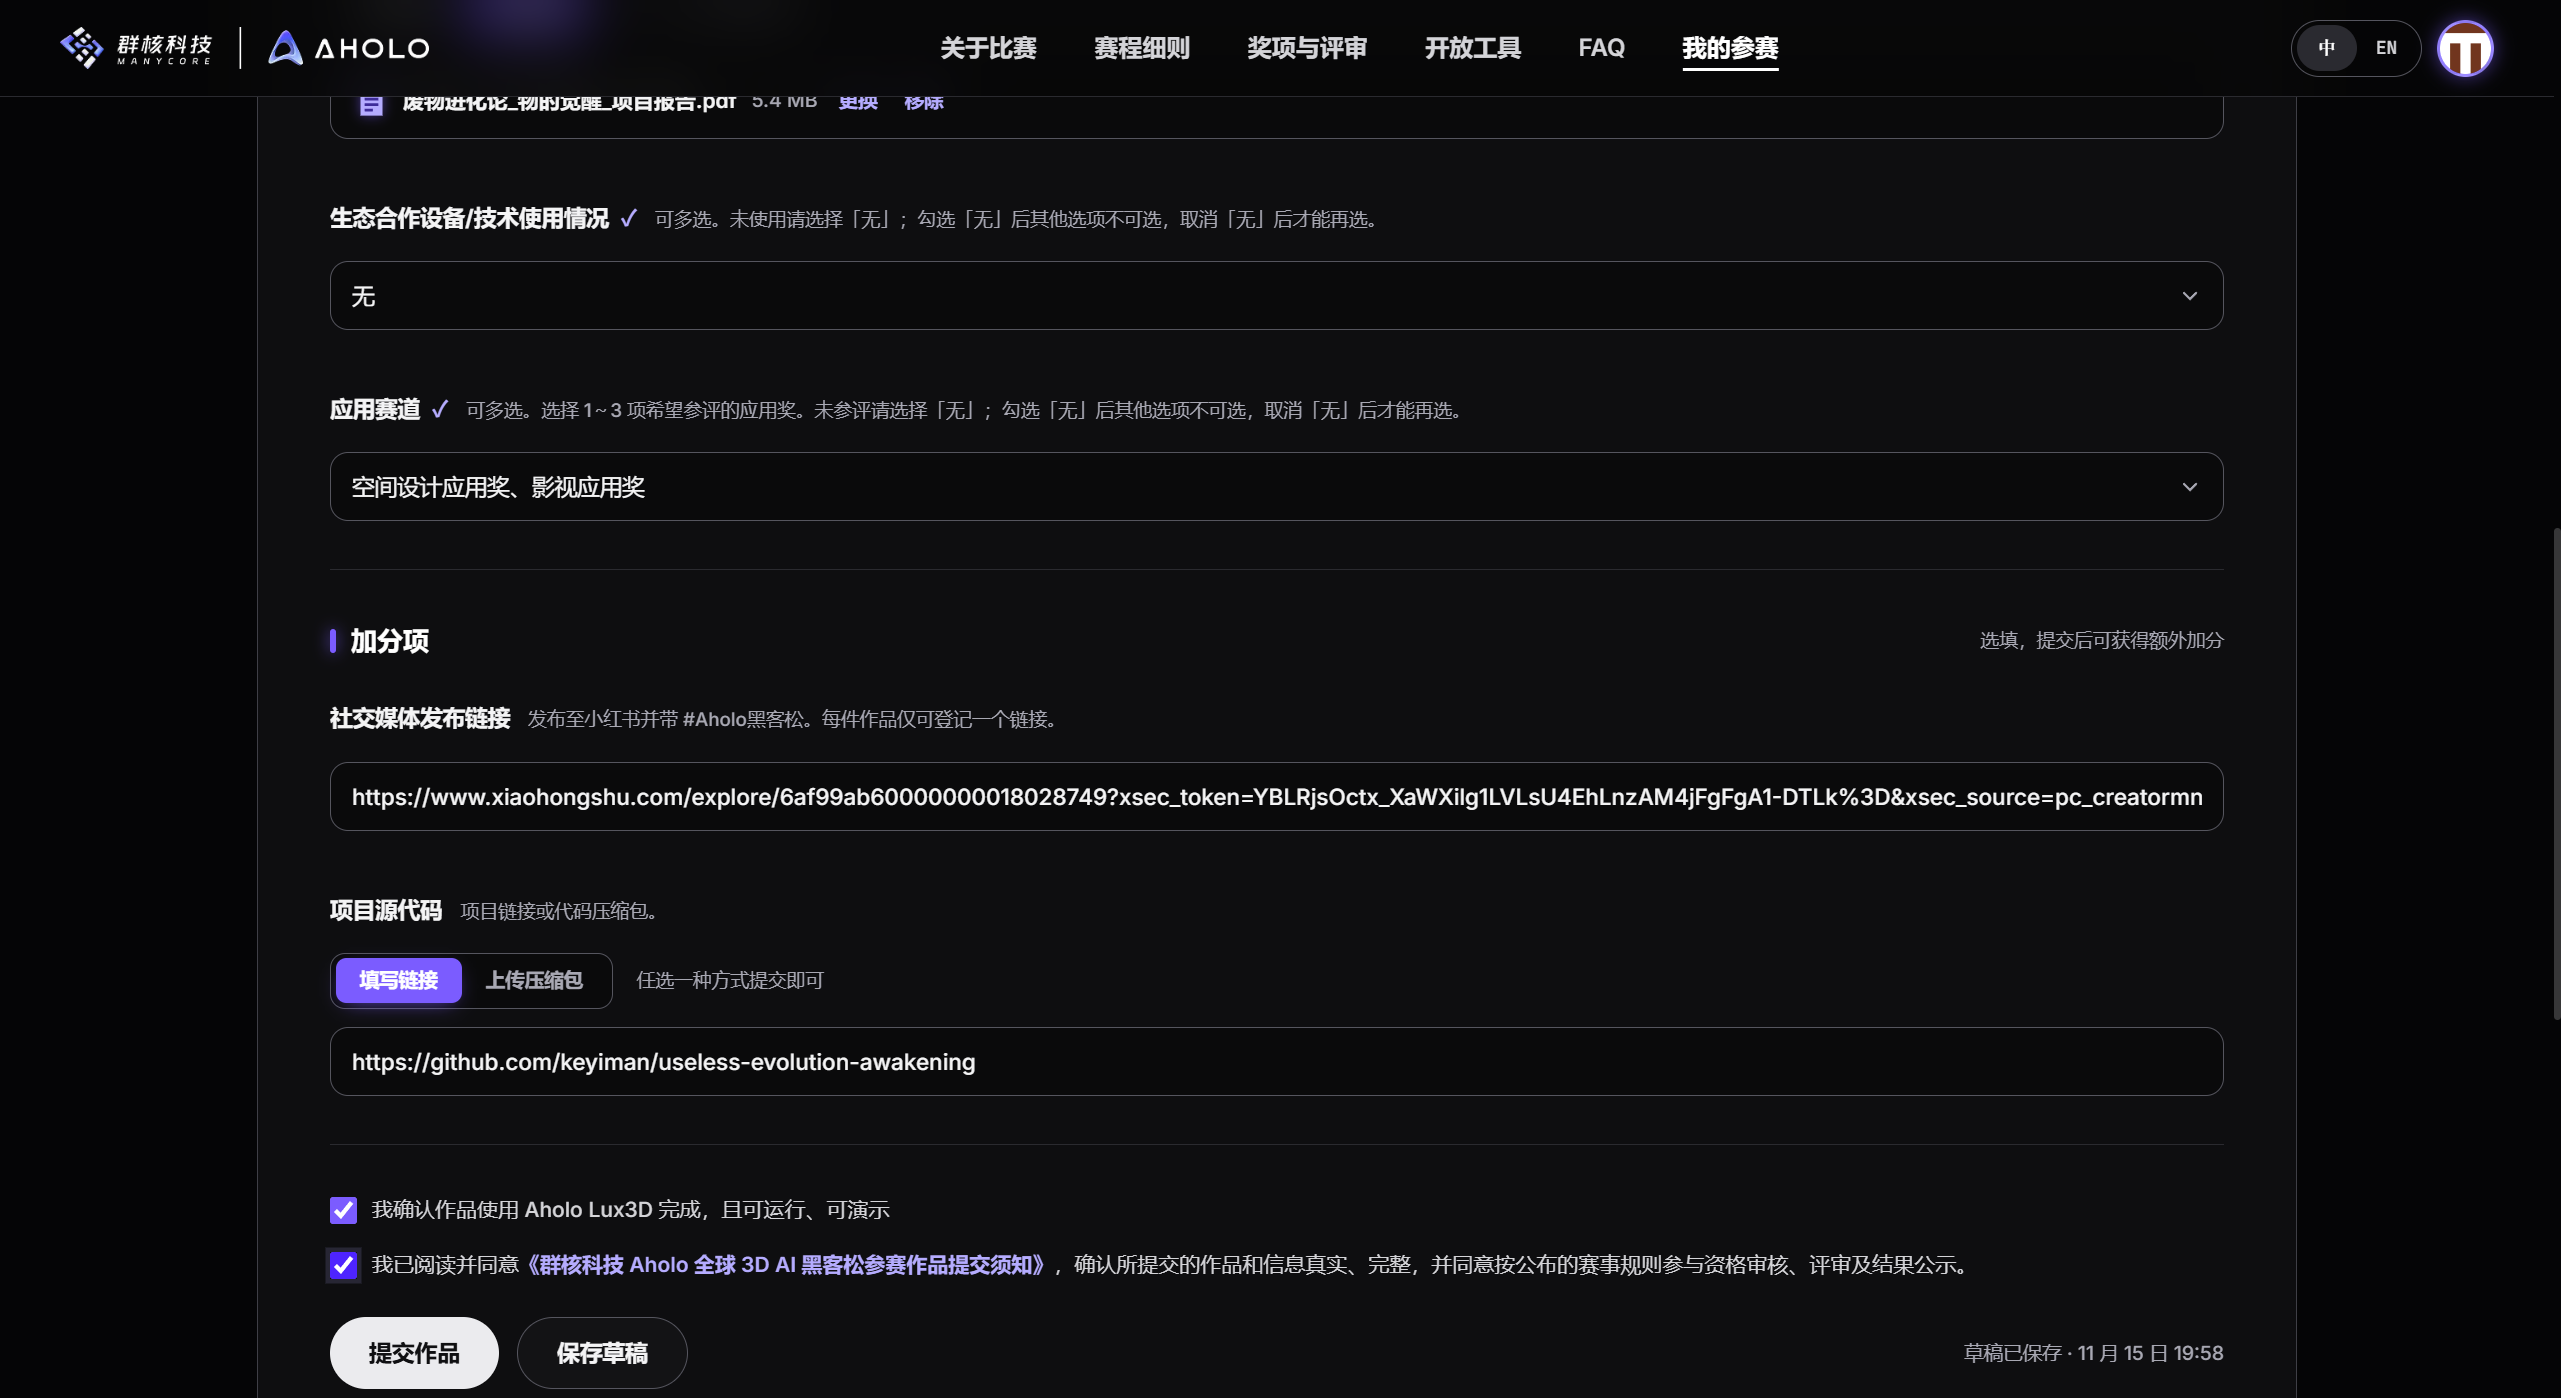 群核科技 MANYCORE AHOLO 关于比赛 赛程细则 奖项与评审 开放工具 FAQ 我的参赛 中 EN
废物进化论_物的觉醒_项目报告.pdf 5.4 MB 更换 移除
生态合作设备/技术使用情况 ✓ 可多选。未使用请选择「无」；勾选「无」后其他选项不可选，取消「无」后才能再选。
无
应用赛道 ✓ 可多选。选择 1~3 项希望参评的应用奖。未参评请选择「无」；勾选「无」后其他选项不可选，取消「无」后才能再选。
空间设计应用奖、影视应用奖
加分项 选填，提交后可获得额外加分
社交媒体发布链接 发布至小红书并带 #Aholo黑客松。每件作品仅可登记一个链接。
https://www.xiaohongshu.com/explore/6af99ab60000000018028749?xsec_token=YBLRjsOctx_XaWXilg1LVLsU4EhLnzAM4jFgFgA1-DTLk%3D&xsec_source=pc_creatormn
项目源代码 项目链接或代码压缩包。
填写链接 上传压缩包 任选一种方式提交即可
https://github.com/keyiman/useless-evolution-awakening
我确认作品使用 Aholo Lux3D 完成，且可运行、可演示
我已阅读并同意《群核科技 Aholo 全球 3D AI 黑客松参赛作品提交须知》，确认所提交的作品和信息真实、完整，并同意按公布的赛事规则参与资格审核、评审及结果公示。
提交作品 保存草稿 草稿已保存 · 11 月 15 日 19:58